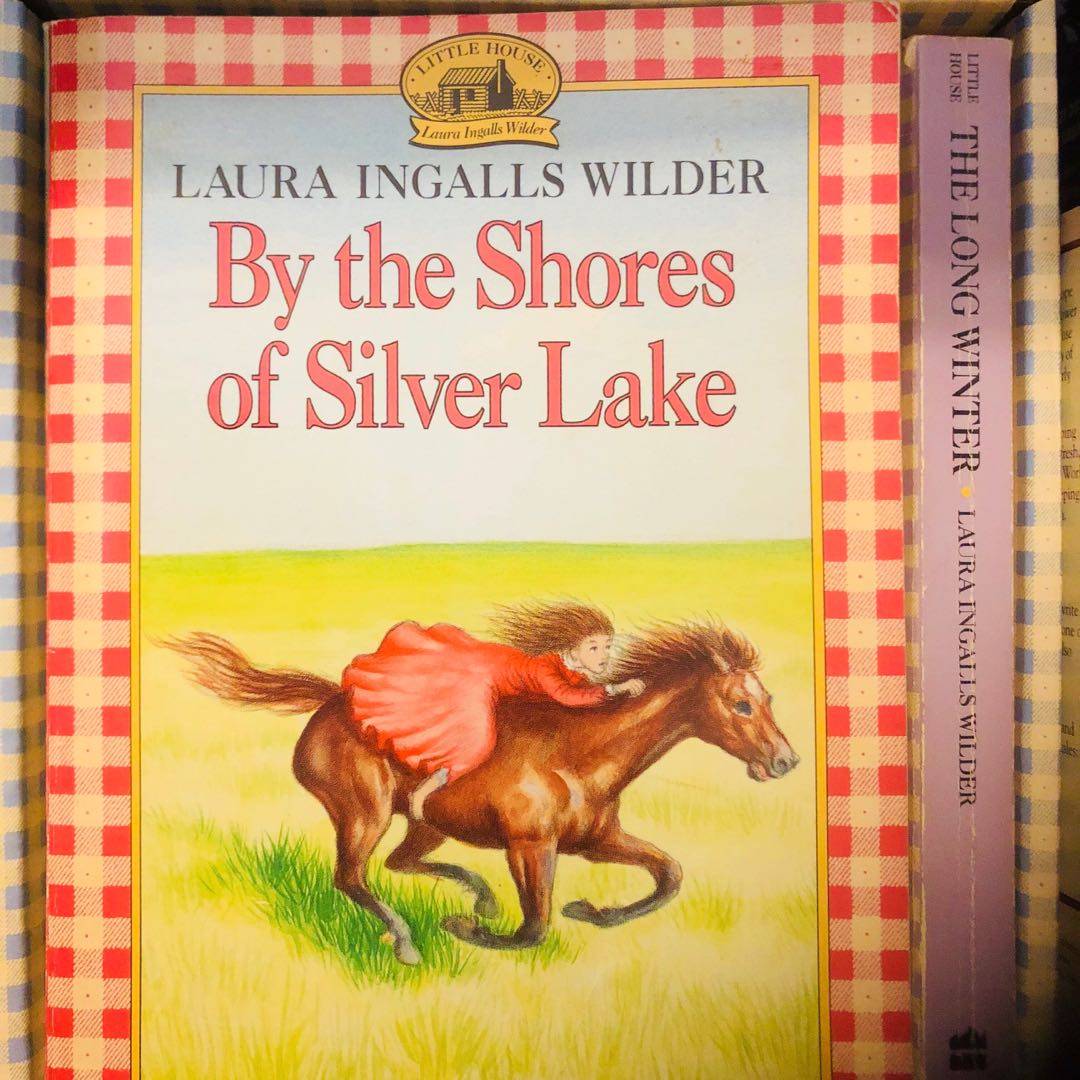 LITTLE HOUSE
Laura Ingalls Wilder
LAURA INGALLS WILDER
By the Shores
of Silver Lake
LITTLE
HOUSE
THE LONG WINTER • LAURA INGALLS WILDER